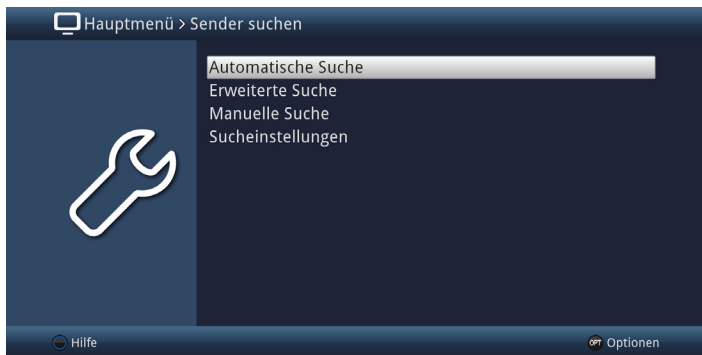 Hauptmenü > Sender suchen
Automatische Suche
Erweiterte Suche
Manuelle Suche
Sucheinstellungen
Hilfe
OPT Optionen